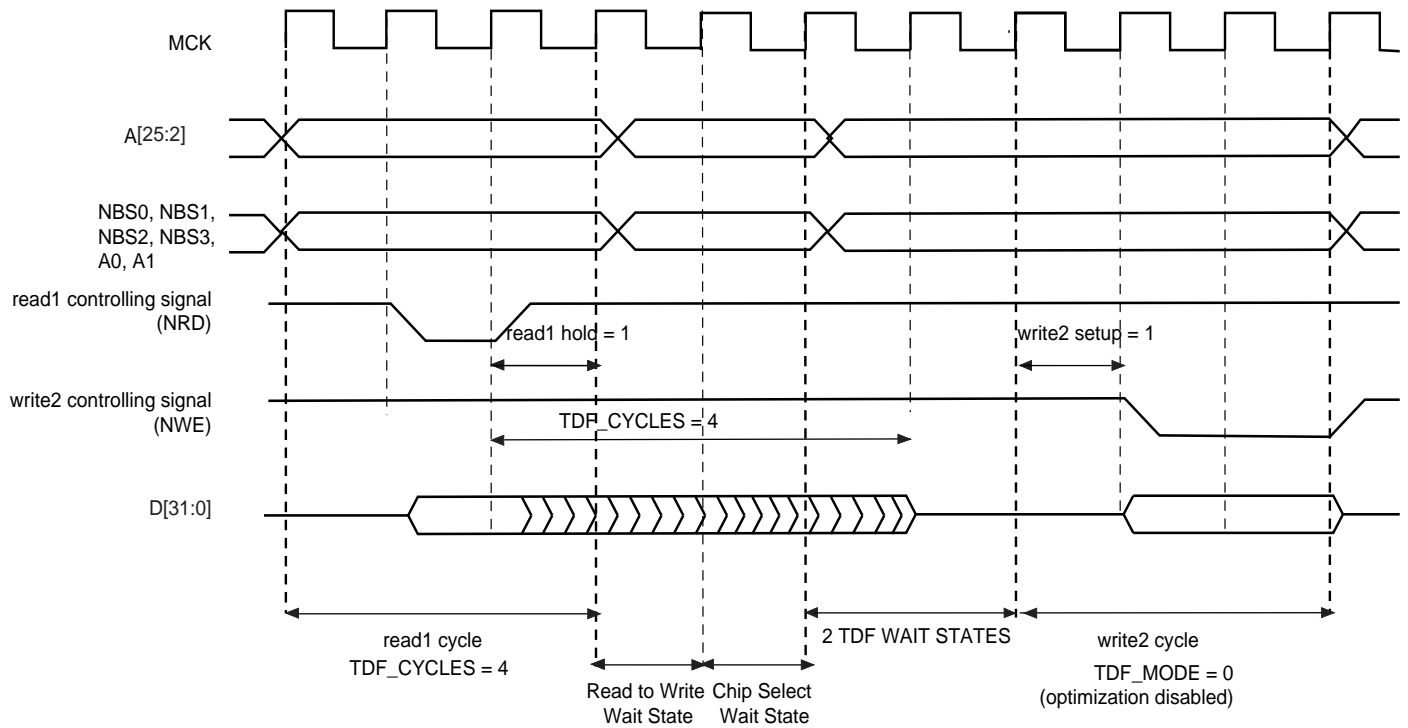 MCK
A[25:2]
NBS0, NBS1,
NBS2, NBS3,
A0, A1
read1 controlling signal
(NRD)
read1 hold = 1
write2 setup = 1
write2 controlling signal
(NWE)
TDF_CYCLES = 4
D[31:0]
read1 cycle
TDF_CYCLES = 4
2 TDF WAIT STATES
write2 cycle
TDF_MODE = 0
(optimization disabled)
Read to Write
Wait State
Chip Select
Wait State